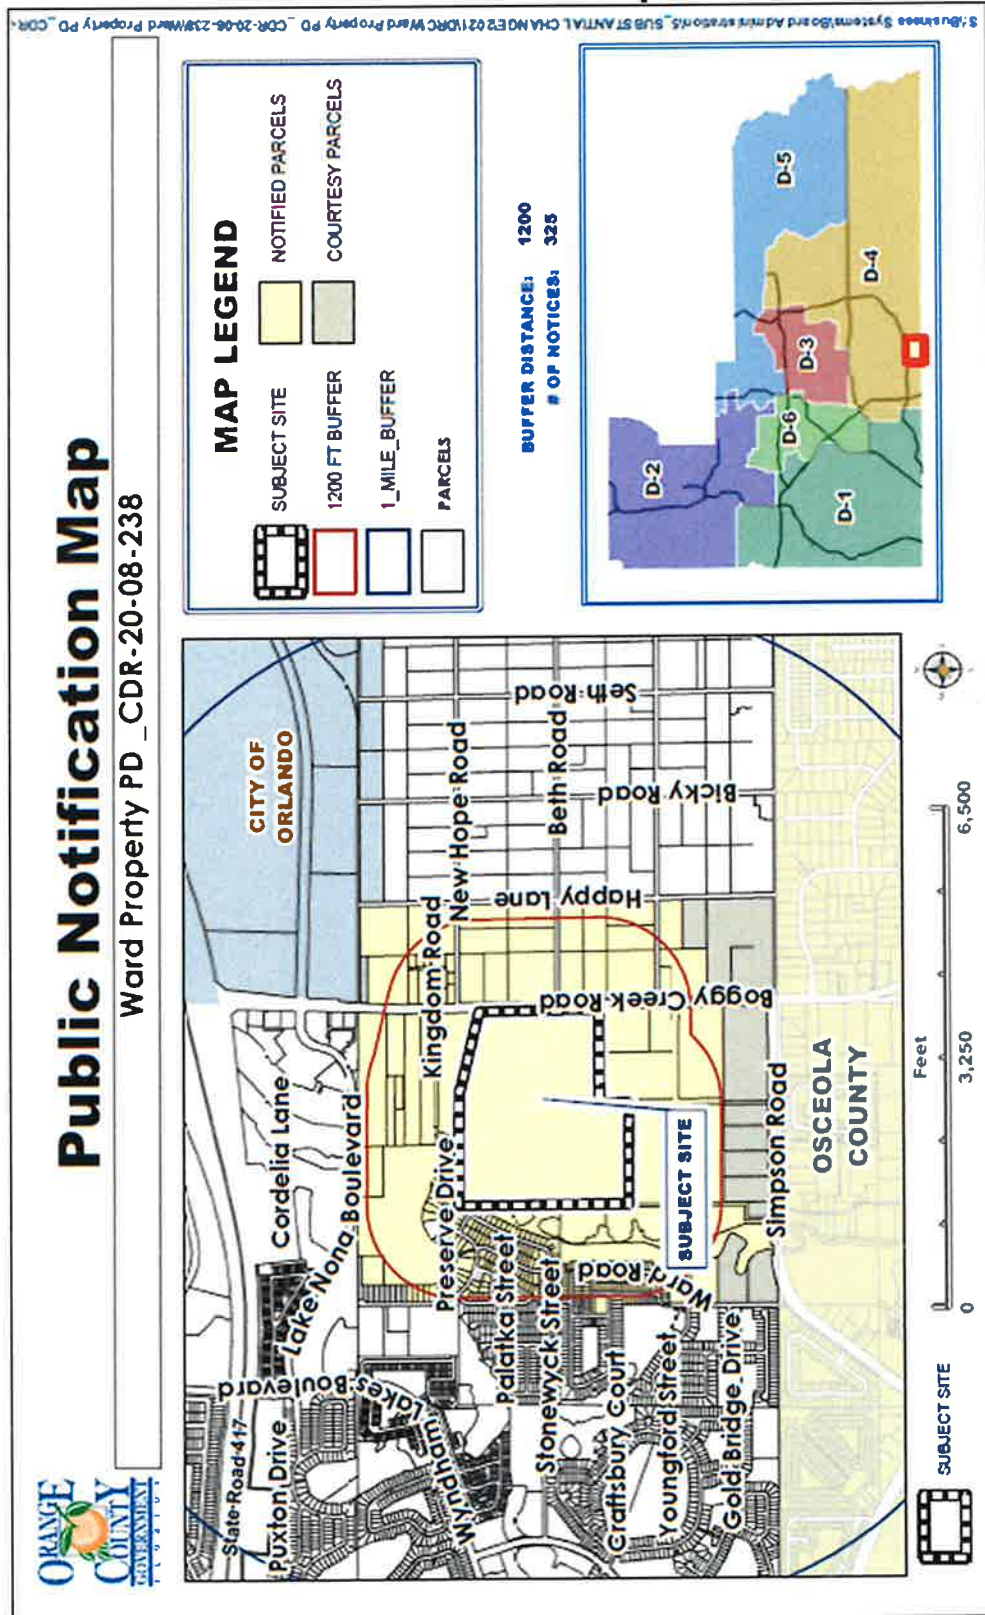 ORANGE
COUNTY
GOVERNMENT
FLORIDA
Public Notification Map
Ward Property PD _CDR-20-08-238
MAP LEGEND
SUBJECT SITE
NOTIFIED PARCELS
1200 FT BUFFER
COURTESY PARCELS
1_MILE_BUFFER
PARCELS
BUFFER DISTANCE: 1200
# OF NOTICES: 325
D-2
D-5
D-6
D-3
D-1
D-4
CITY OF
ORLANDO
State Road 417
Puxton Drive
Cordelia Lane
Lake Nona Boulevard
Wyndham Lakes Boulevard
Preserve Drive
Kingdom Road
New Hope Road
Palatka Street
Stonewyck Street
Beth Road
Seth Road
Bicky Road
Happy Lane
Boggy Creek Road
Ward Road
Craftsbury Court
Youngford Street
Gold Bridge Drive
SUBJECT SITE
Simpson Road
OSCEOLA
COUNTY
SUBJECT SITE
Feet
0 3,250 6,500